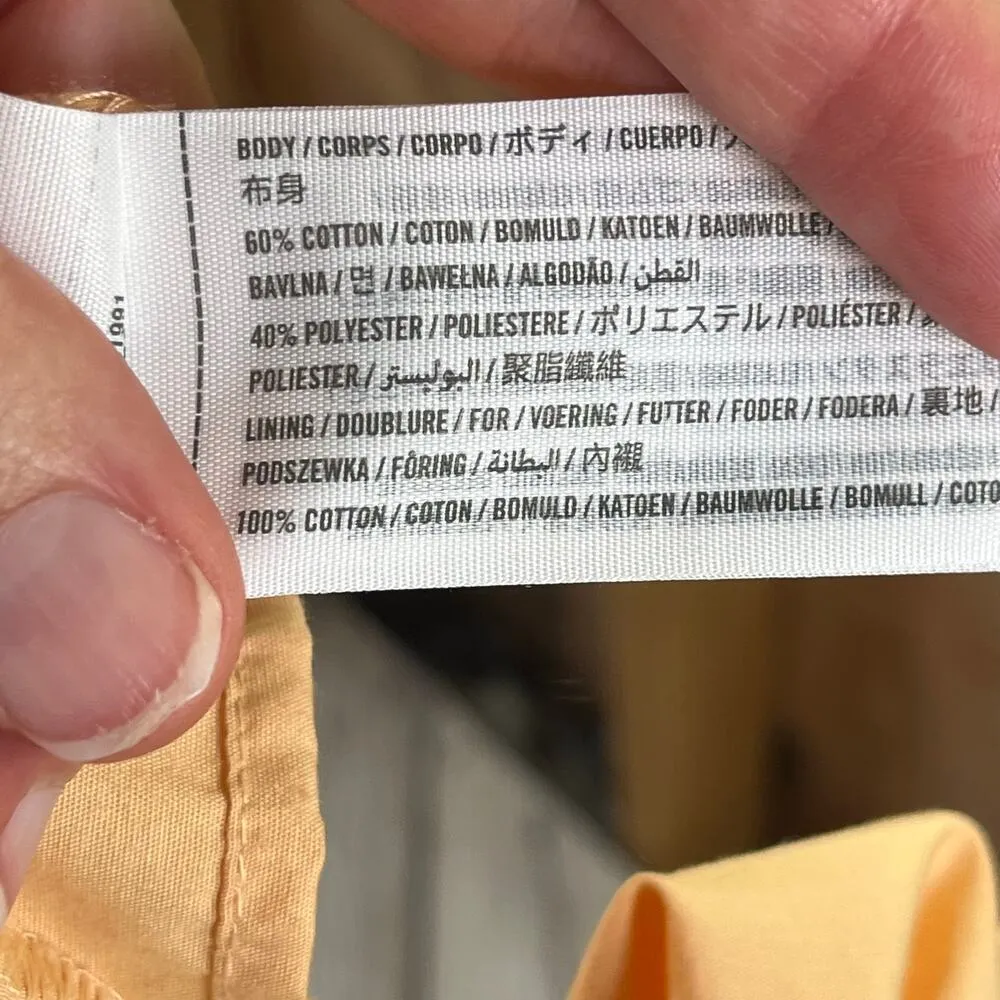 BODY / CORPS / CORPO / ボディ / CUERPO /
布身
60% COTTON / COTON / BOMULD / KATOEN / BAUMWOLLE /
BAVLNA / 면 / BAWEŁNA / ALGODÃO / القطن
40% POLYESTER / POLIESTERE / ポリエステル / POLIÉSTER /
POLIESTER / البوليستر / 聚脂纖維
LINING / DOUBLURE / FOR / VOERING / FUTTER / FODER / FODERA / 裏地 /
PODSZEWKA / FÔRING / البطانة / 內襯
100% COTTON / COTON / BOMULD / KATOEN / BAUMWOLLE / BOMULL / COTO